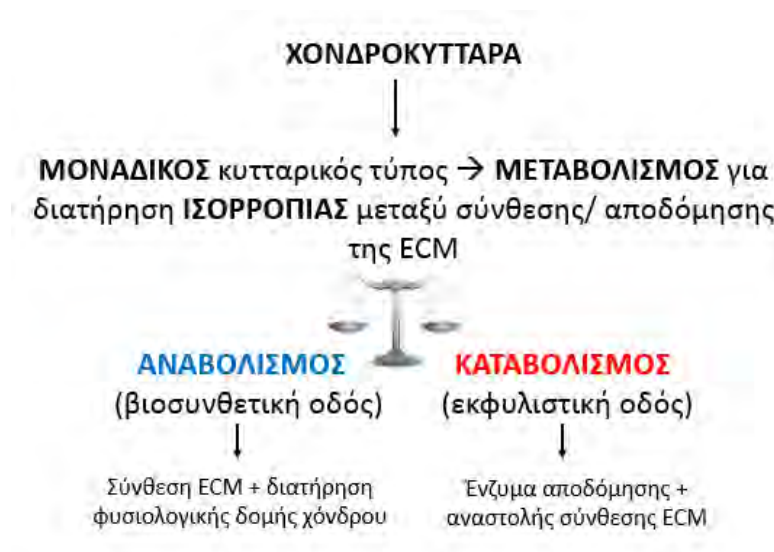 ΧΟΝΔΡΟΚΥΤΤΑΡΑ
ΜΟΝΑΔΙΚΟΣ κυτταρικός τύπος → ΜΕΤΑΒΟΛΙΣΜΟΣ για
διατήρηση ΙΣΟΡΡΟΠΙΑΣ μεταξύ σύνθεσης/ αποδόμησης
της ECM
ΑΝΑΒΟΛΙΣΜΟΣ
(βιοσυνθετική οδός)
Σύνθεση ECM + διατήρηση
φυσιολογικής δομής χόνδρου
ΚΑΤΑΒΟΛΙΣΜΟΣ
(εκφυλιστική οδός)
Ένζυμα αποδόμησης +
αναστολής σύνθεσης ECM